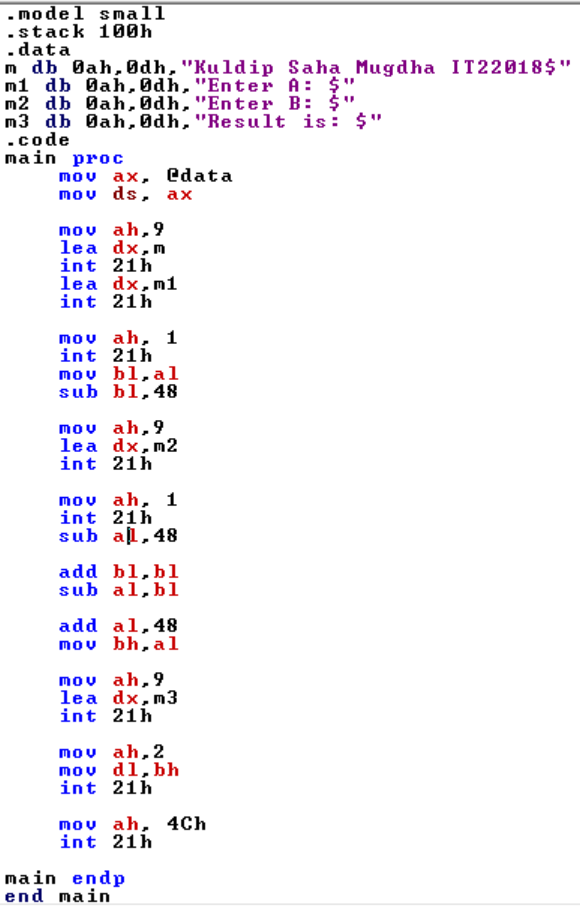 .model small
.stack 100h
.data
m db 0ah,0dh,"Kuldip Saha Mugdha IT22018$"
m1 db 0ah,0dh,"Enter A: $"
m2 db 0ah,0dh,"Enter B: $"
m3 db 0ah,0dh,"Result is: $"
.code
main proc
mov ax, @data
mov ds, ax
mov ah,9
lea dx,m
int 21h
lea dx,m1
int 21h
mov ah, 1
int 21h
mov bl,al
sub bl,48
mov ah,9
lea dx,m2
int 21h
mov ah, 1
int 21h
sub al,48
add bl,bl
sub al,bl
add al,48
mov bh,al
mov ah,9
lea dx,m3
int 21h
mov ah,2
mov dl,bh
int 21h
mov ah, 4Ch
int 21h
main endp
end main